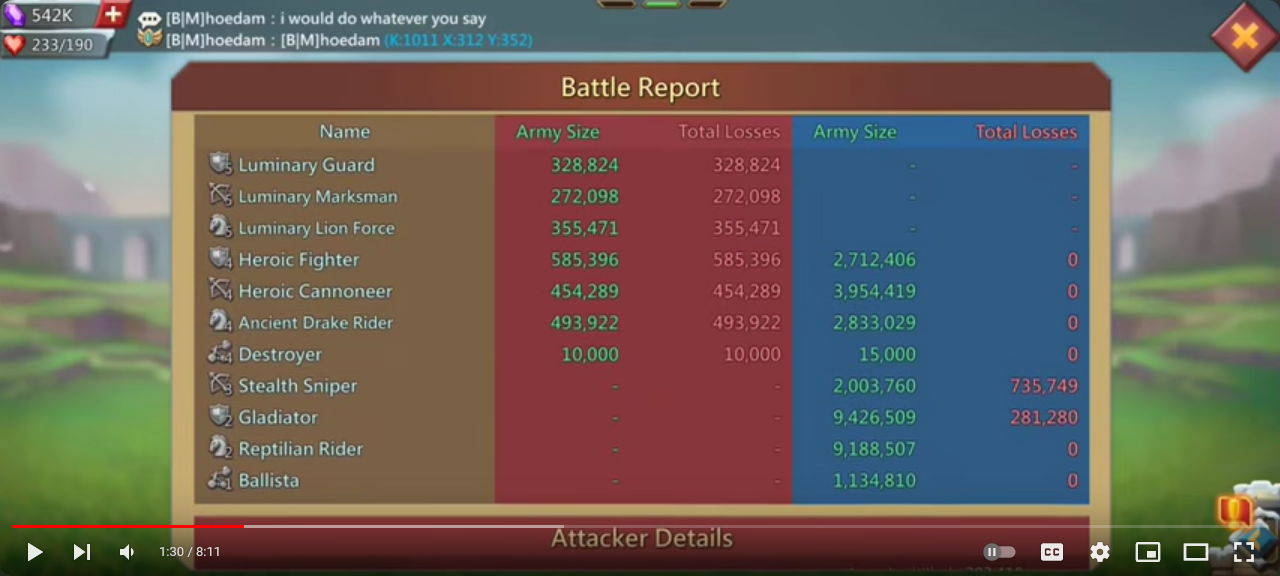 542K
[B|M]hoedam : i would do whatever you say
233/190
[B|M]hoedam : [B|M]hoedam (K:1011 X:312 Y:352)
Battle Report
Name Army Size Total Losses Army Size Total Losses
Luminary Guard 328,824 328,824 - -
Luminary Marksman 272,098 272,098 - -
Luminary Lion Force 355,471 355,471 - -
Heroic Fighter 585,396 585,396 2,712,406 0
Heroic Cannoneer 454,289 454,289 3,954,419 0
Ancient Drake Rider 493,922 493,922 2,833,029 0
Destroyer 10,000 10,000 15,000 0
Stealth Sniper - - 2,003,760 735,749
Gladiator - - 9,426,509 281,280
Reptilian Rider - - 9,188,507 0
Ballista - - 1,134,810 0
Attacker Details
1:30 / 8:11 CC